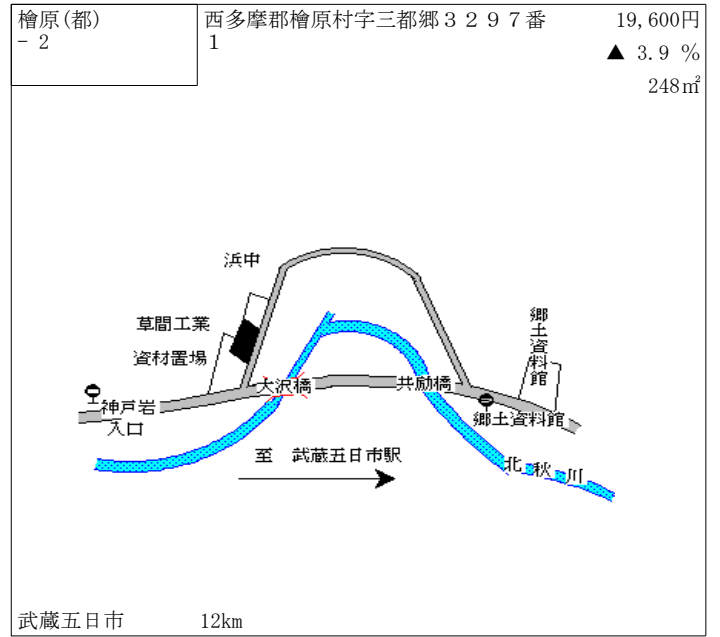 檜原(都)
- 2
西多摩郡檜原村字三都郷３２９７番
1
19,600円
▲ 3.9 %
248㎡
浜中
草間工業
資材置場
郷土資料館
神戸岩
入口
大沢橋
共励橋
郷土資料館
至 武蔵五日市駅
北秋川
武蔵五日市 12km